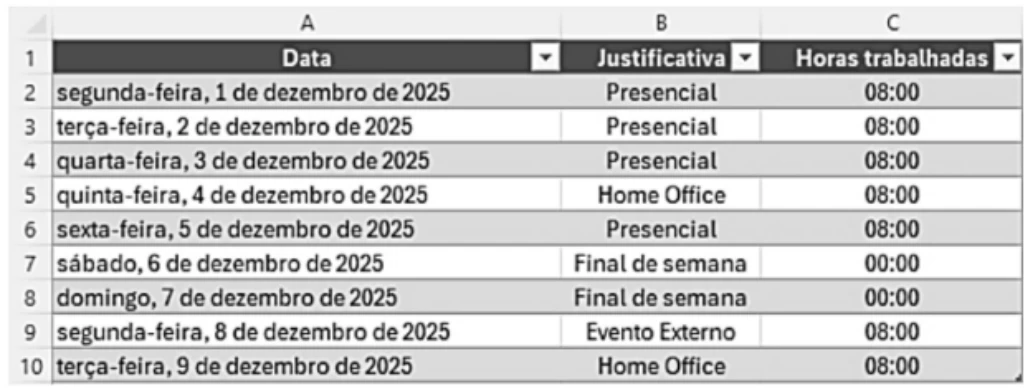 A B C
1 Data Justificativa Horas trabalhadas
2 segunda-feira, 1 de dezembro de 2025 Presencial 08:00
3 terça-feira, 2 de dezembro de 2025 Presencial 08:00
4 quarta-feira, 3 de dezembro de 2025 Presencial 08:00
5 quinta-feira, 4 de dezembro de 2025 Home Office 08:00
6 sexta-feira, 5 de dezembro de 2025 Presencial 08:00
7 sábado, 6 de dezembro de 2025 Final de semana 00:00
8 domingo, 7 de dezembro de 2025 Final de semana 00:00
9 segunda-feira, 8 de dezembro de 2025 Evento Externo 08:00
10 terça-feira, 9 de dezembro de 2025 Home Office 08:00